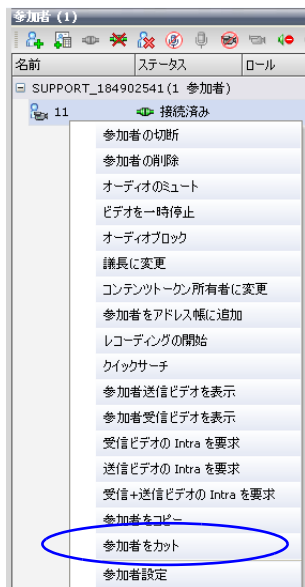 参加者 (1)
名前 ステータス ロール
SUPPORT_184902541(1 参加者)
11 接続済み
参加者の切断
参加者の削除
オーディオのミュート
ビデオを一時停止
オーディオブロック
議長に変更
コンテンツトークン所有者に変更
参加者をアドレス帳に追加
レコーディングの開始
クイックサーチ
参加者送信ビデオを表示
参加者受信ビデオを表示
受信ビデオの Intra を要求
送信ビデオの Intra を要求
受信+送信ビデオの Intra を要求
参加者をコピー
参加者をカット
参加者設定